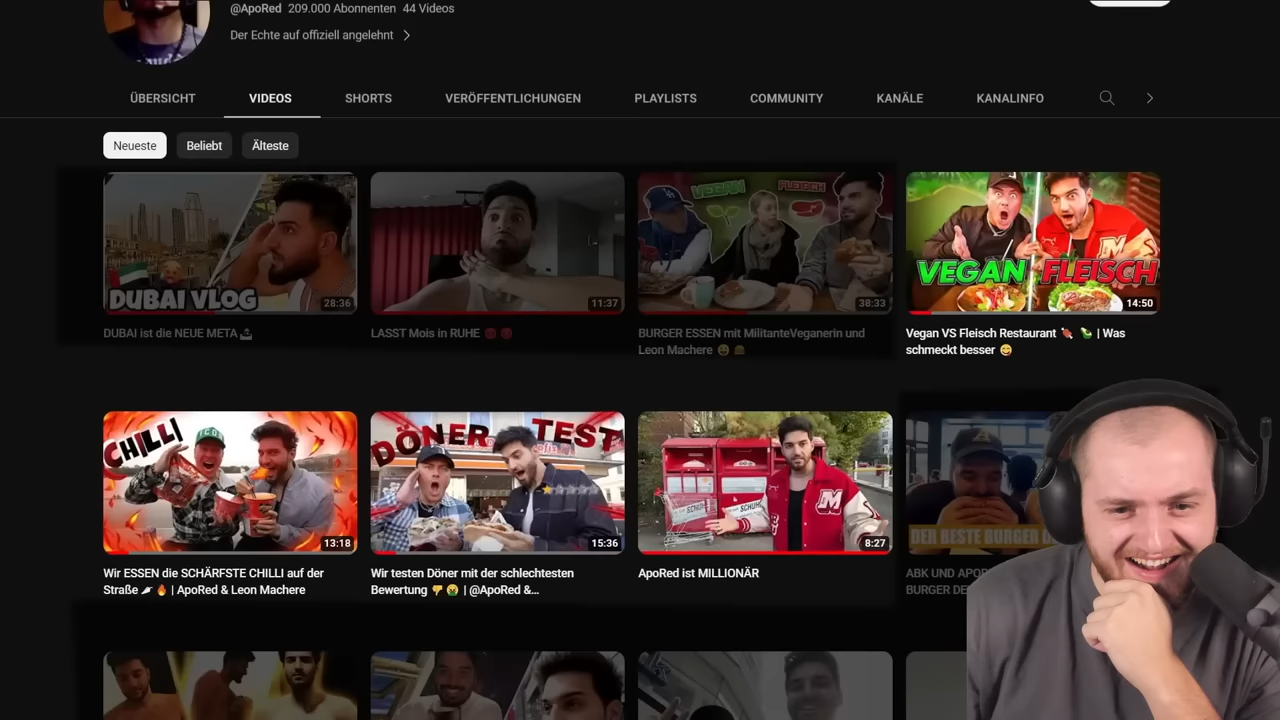 @ApoRed 209.000 Abonnenten 44 Videos
Der Echte auf offiziell angelehnt
ÜBERSICHT VIDEOS SHORTS VERÖFFENTLICHUNGEN PLAYLISTS COMMUNITY KANÄLE KANALINFO
Neueste Beliebt Älteste
VEGAN FLEISCH
VEGAN FLEISCH
M
DUBAI VLOG
28:36 11:37 38:33 14:50
DUBAI ist die NEUE META
LASST Mois in RUHE
BURGER ESSEN mit MilitanteVeganerin und
Leon Machere
Vegan VS Fleisch Restaurant | Was
schmeckt besser
CHILLI
DÖNER TEST
M
SCHUHE
DER BESTE BURGER
13:18 15:36 8:27
Wir ESSEN die SCHÄRFSTE CHILLI auf der
Straße | ApoRed & Leon Machere
Wir testen Döner mit der schlechtesten
Bewertung | @ApoRed &...
ApoRed ist MILLIONÄR
ABK UND
BURGER